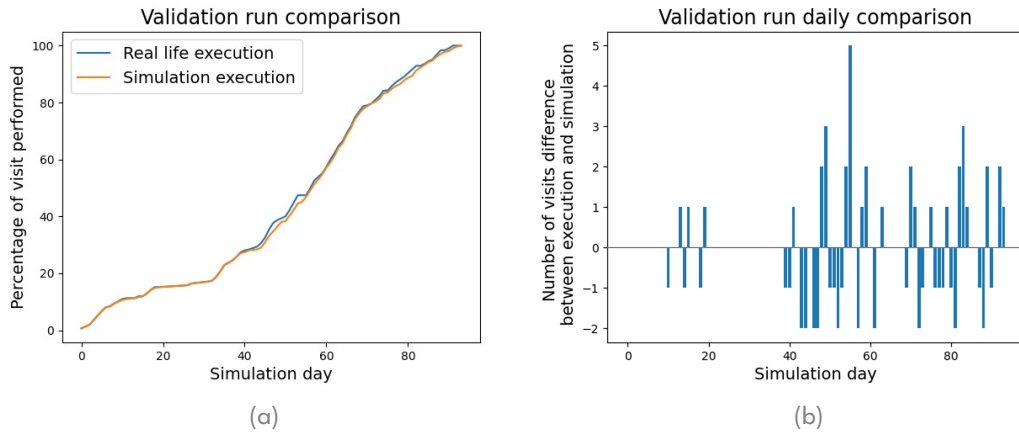 Validation run comparison
Real life execution
Simulation execution
Percentage of visit performed
100
80
60
40
20
0
0 20 40 60 80
Simulation day
(a)
Validation run daily comparison
Number of visits difference
between execution and simulation
5
4
3
2
1
0
−1
−2
0 20 40 60 80
Simulation day
(b)